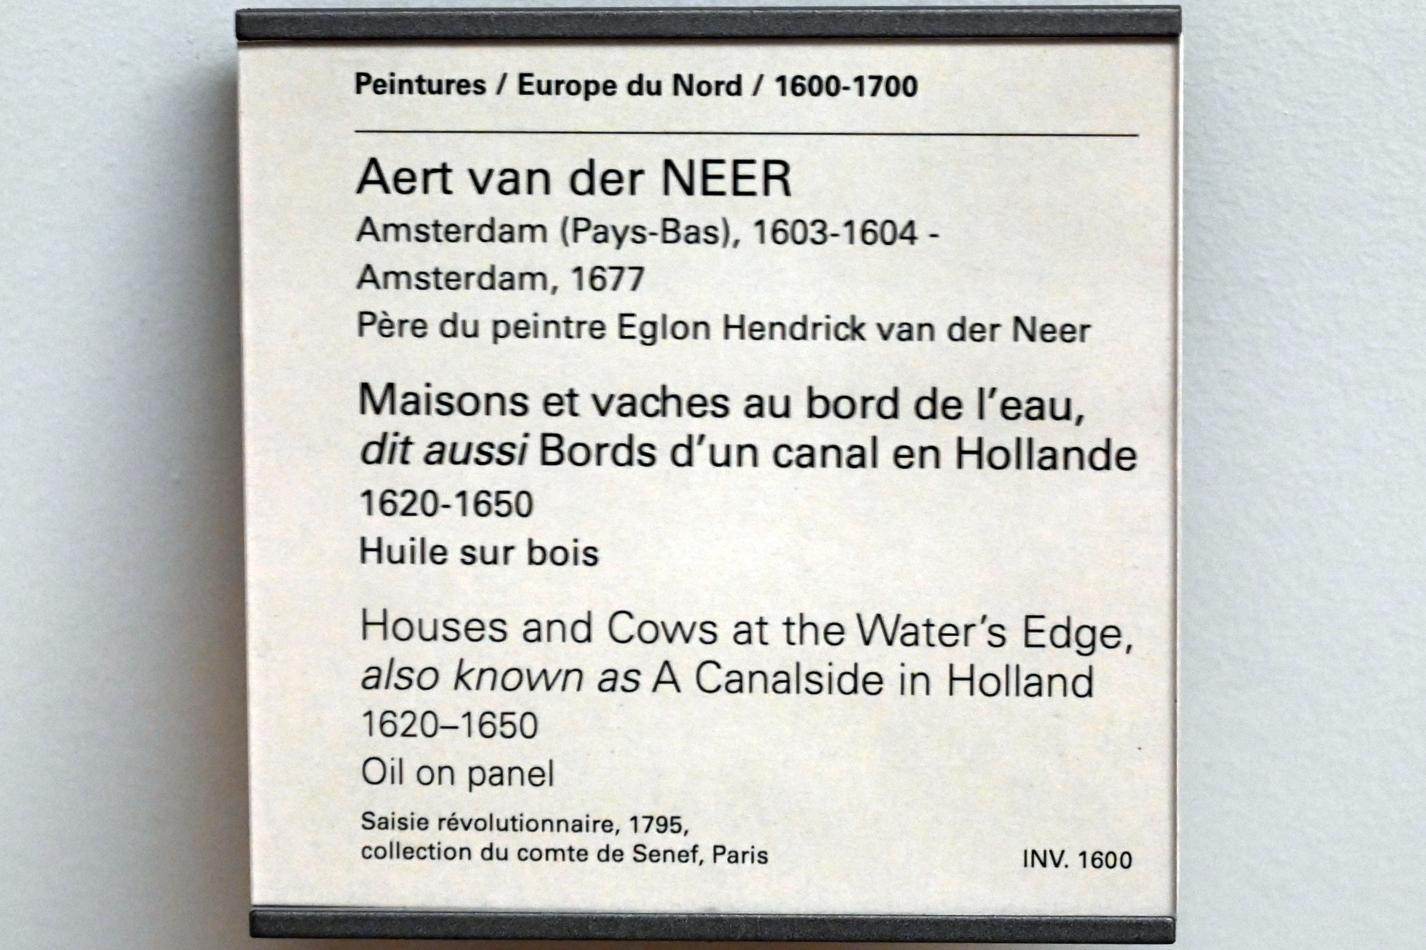 Peintures / Europe du Nord / 1600-1700
Aert van der NEER
Amsterdam (Pays-Bas), 1603-1604 -
Amsterdam, 1677
Père du peintre Eglon Hendrick van der Neer
Maisons et vaches au bord de l'eau,
dit aussi Bords d'un canal en Hollande
1620-1650
Huile sur bois
Houses and Cows at the Water's Edge,
also known as A Canalside in Holland
1620–1650
Oil on panel
Saisie révolutionnaire, 1795,
collection du comte de Senef, Paris
INV. 1600